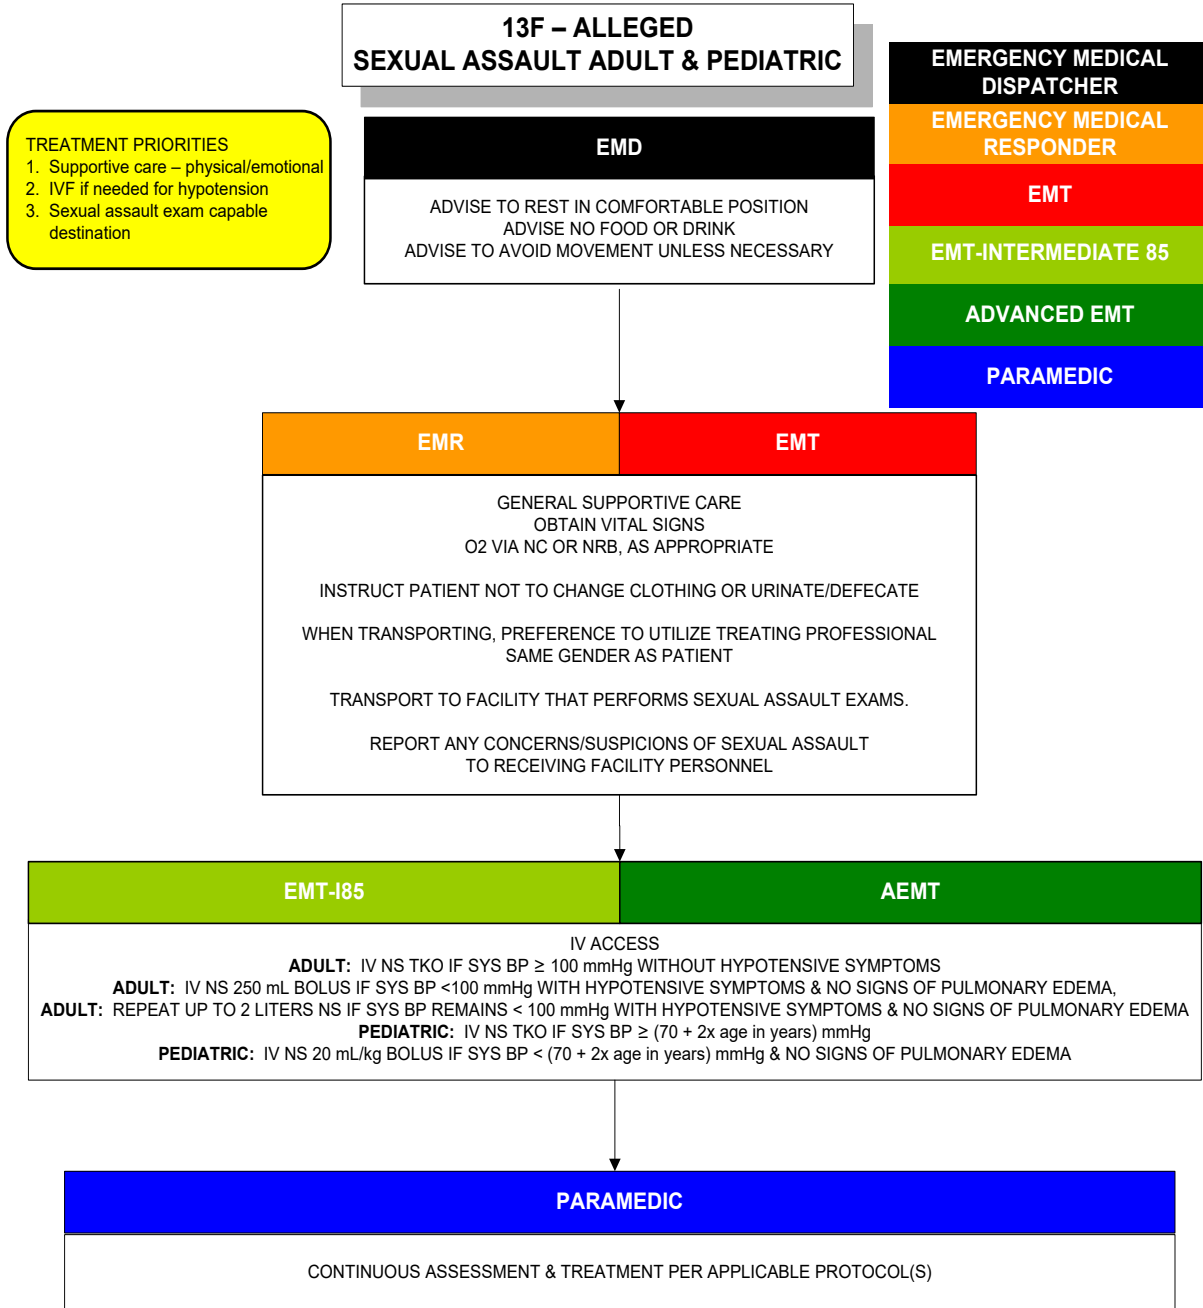 13F – ALLEGED
SEXUAL ASSAULT ADULT & PEDIATRIC
EMERGENCY MEDICAL
DISPATCHER
EMERGENCY MEDICAL
RESPONDER
EMT
EMT-INTERMEDIATE 85
ADVANCED EMT
PARAMEDIC
TREATMENT PRIORITIES
1. Supportive care – physical/emotional
2. IVF if needed for hypotension
3. Sexual assault exam capable
destination
EMD
ADVISE TO REST IN COMFORTABLE POSITION
ADVISE NO FOOD OR DRINK
ADVISE TO AVOID MOVEMENT UNLESS NECESSARY
EMR
EMT
GENERAL SUPPORTIVE CARE
OBTAIN VITAL SIGNS
O2 VIA NC OR NRB, AS APPROPRIATE
INSTRUCT PATIENT NOT TO CHANGE CLOTHING OR URINATE/DEFECATE
WHEN TRANSPORTING, PREFERENCE TO UTILIZE TREATING PROFESSIONAL
SAME GENDER AS PATIENT
TRANSPORT TO FACILITY THAT PERFORMS SEXUAL ASSAULT EXAMS.
REPORT ANY CONCERNS/SUSPICIONS OF SEXUAL ASSAULT
TO RECEIVING FACILITY PERSONNEL
EMT-I85
AEMT
IV ACCESS
ADULT: IV NS TKO IF SYS BP ≥ 100 mmHg WITHOUT HYPOTENSIVE SYMPTOMS
ADULT: IV NS 250 mL BOLUS IF SYS BP <100 mmHg WITH HYPOTENSIVE SYMPTOMS & NO SIGNS OF PULMONARY EDEMA,
ADULT: REPEAT UP TO 2 LITERS NS IF SYS BP REMAINS < 100 mmHg WITH HYPOTENSIVE SYMPTOMS & NO SIGNS OF PULMONARY EDEMA
PEDIATRIC: IV NS TKO IF SYS BP ≥ (70 + 2x age in years) mmHg
PEDIATRIC: IV NS 20 mL/kg BOLUS IF SYS BP < (70 + 2x age in years) mmHg & NO SIGNS OF PULMONARY EDEMA
PARAMEDIC
CONTINUOUS ASSESSMENT & TREATMENT PER APPLICABLE PROTOCOL(S)